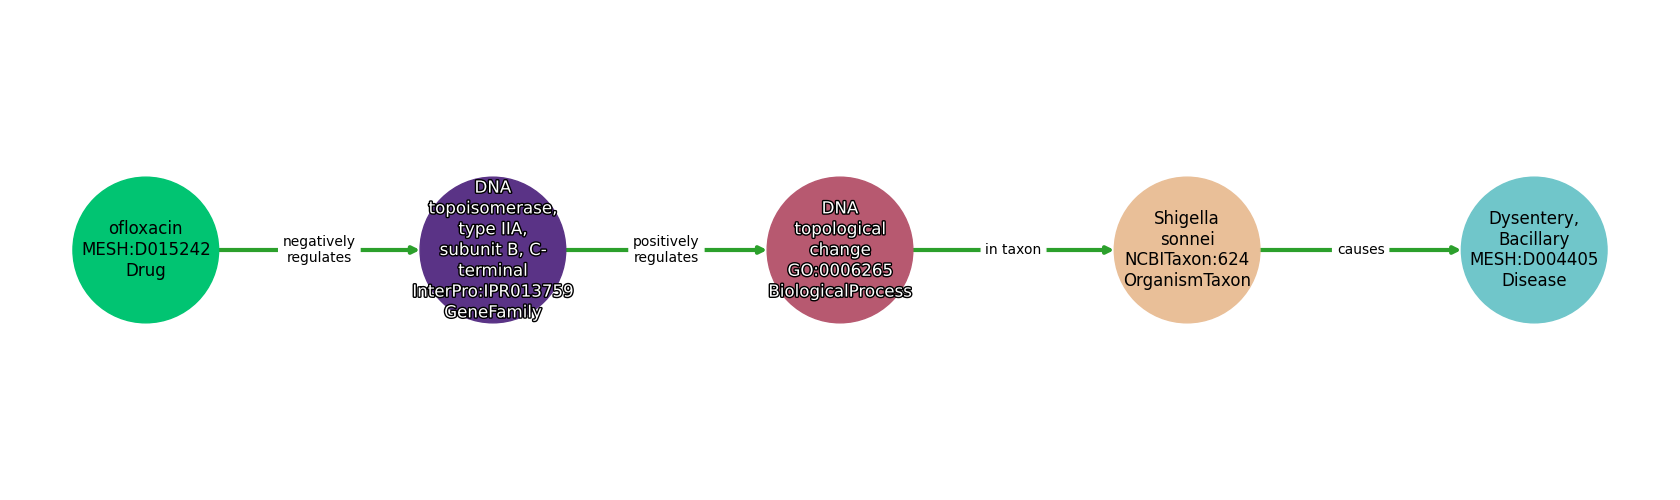 ofloxacin
MESH:D015242
Drug
negatively
regulates
DNA
topoisomerase,
type IIA,
subunit B, C-
terminal
InterPro:IPR013759
GeneFamily
positively
regulates
DNA
topological
change
GO:0006265
BiologicalProcess
in taxon
Shigella
sonnei
NCBITaxon:624
OrganismTaxon
causes
Dysentery,
Bacillary
MESH:D004405
Disease